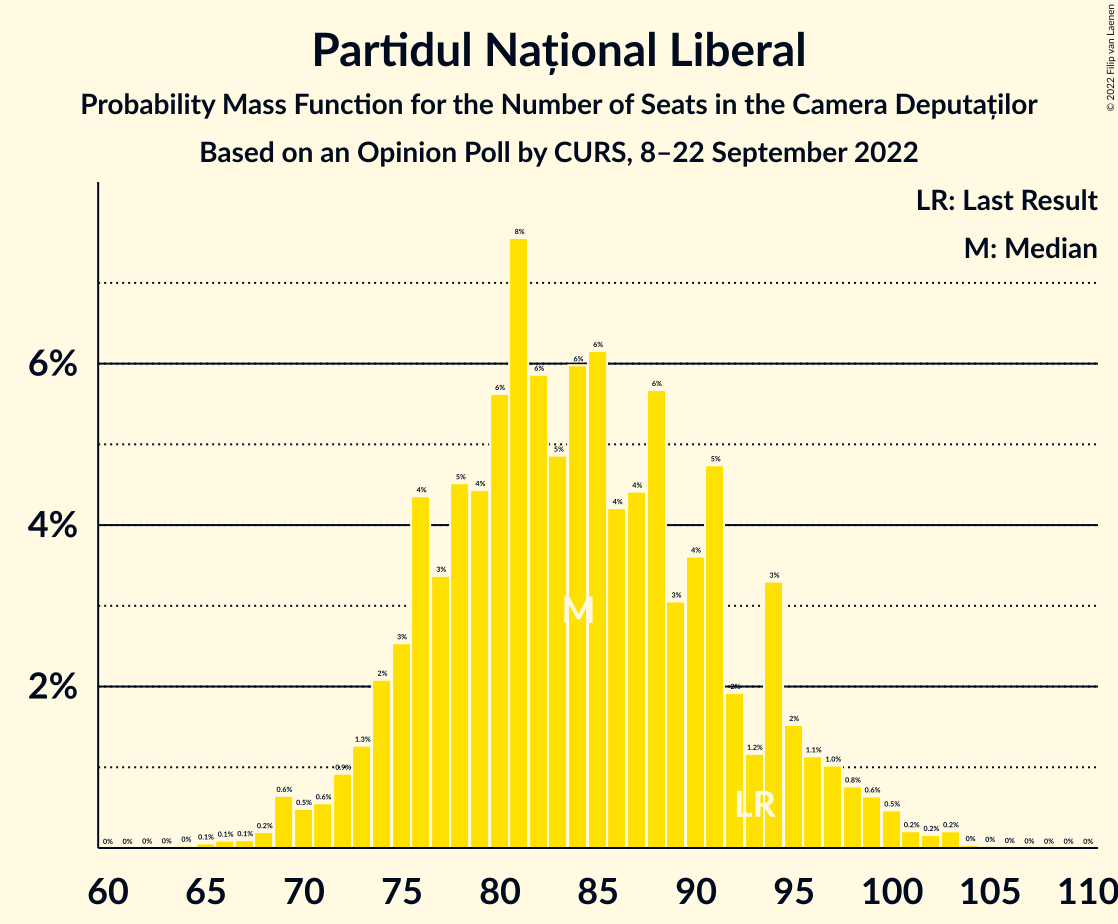 Partidul Național Liberal
Probability Mass Function for the Number of Seats in the Camera Deputaților
Based on an Opinion Poll by CURS, 8–22 September 2022
© 2022 Filip van Laenen
LR: Last Result
M: Median
6%
4%
2%
0% 0% 0% 0% 0% 0.1% 0.1% 0.1% 0.2% 0.6% 0.5% 0.6% 0.9% 1.3% 2% 3% 4% 3% 5% 4% 6% 8% 6% 5% 6% 6% 4% 4% 6% 3% 4% 5% 2% 1.2% 3% 2% 1.1% 1.0% 0.8% 0.6% 0.5% 0.2% 0.2% 0.2% 0% 0% 0% 0% 0% 0% 0%
M
LR
60 65 70 75 80 85 90 95 100 105 110